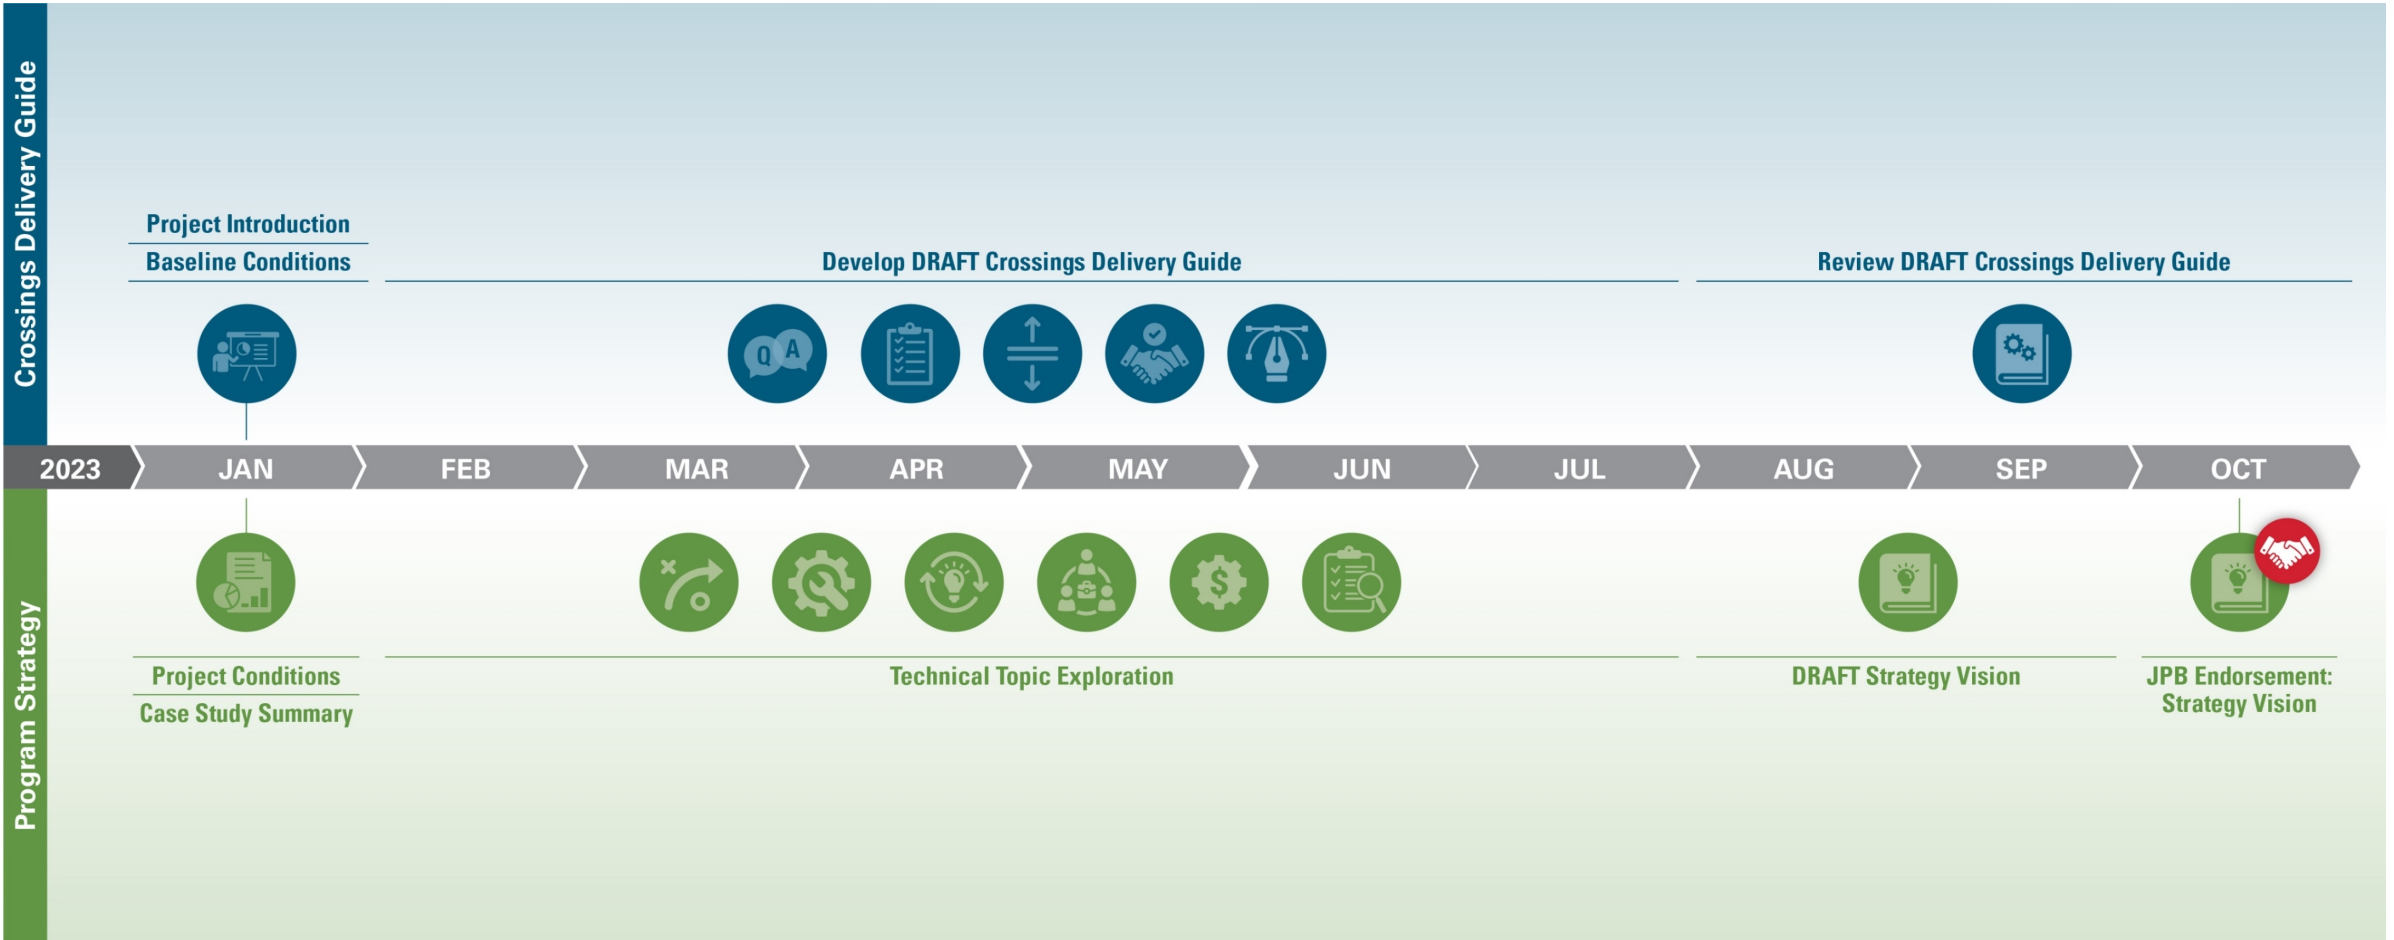 Crossings Delivery Guide
Project Introduction
Baseline Conditions
Develop DRAFT Crossings Delivery Guide
Review DRAFT Crossings Delivery Guide
Q A
2023 JAN FEB MAR APR MAY JUN JUL AUG SEP OCT
Program Strategy
$
Project Conditions
Case Study Summary
Technical Topic Exploration
DRAFT Strategy Vision
JPB Endorsement:
Strategy Vision